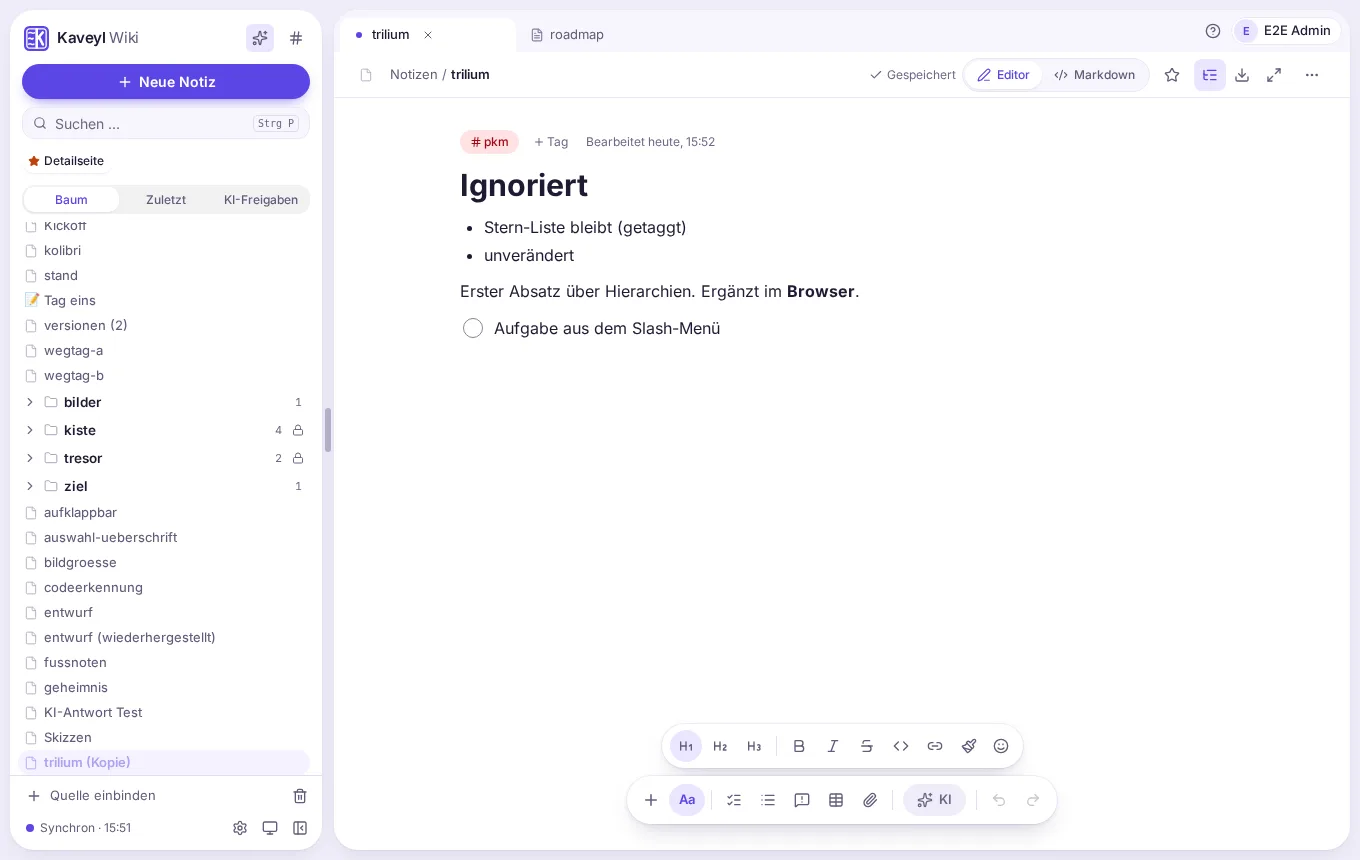 Kaveyl Wiki
Neue Notiz
Suchen ...
Strg P
Detailseite
Baum
Zuletzt
KI-Freigaben
Kickoff
kolibri
stand
Tag eins
versionen (2)
wegtag-a
wegtag-b
bilder 1
kiste 4
tresor 2
ziel 1
aufklappbar
auswahl-ueberschrift
bildgroesse
codeerkennung
entwurf
entwurf (wiederhergestellt)
fussnoten
geheimnis
KI-Antwort Test
Skizzen
trilium (Kopie)
Quelle einbinden
Synchron · 15:51
trilium
roadmap
E E2E Admin
Notizen / trilium
Gespeichert
Editor
Markdown
# pkm
+ Tag
Bearbeitet heute, 15:52
Ignoriert
• Stern-Liste bleibt (getaggt)
• unverändert
Erster Absatz über Hierarchien. Ergänzt im Browser.
Aufgabe aus dem Slash-Menü
H1 H2 H3
Aa
KI